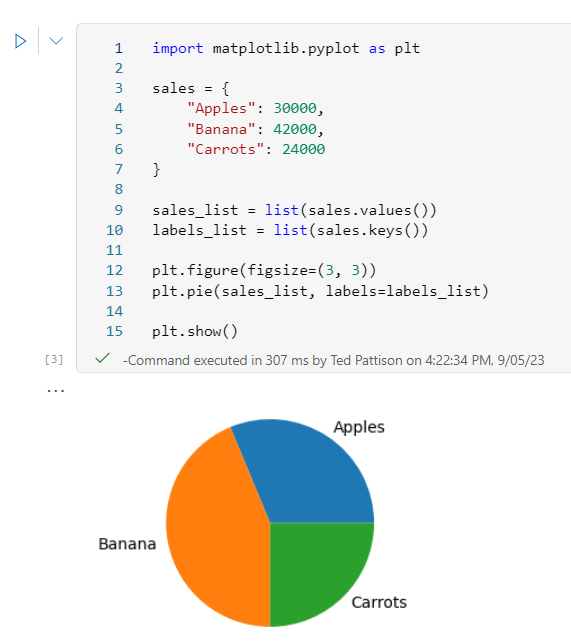 1 import matplotlib.pyplot as plt
2
3 sales = {
4     "Apples": 30000,
5     "Banana": 42000,
6     "Carrots": 24000
7 }
8
9 sales_list = list(sales.values())
10 labels_list = list(sales.keys())
11
12 plt.figure(figsize=(3, 3))
13 plt.pie(sales_list, labels=labels_list)
14
15 plt.show()
[3] -Command executed in 307 ms by Ted Pattison on 4:22:34 PM, 9/05/23
...
Apples
Banana
Carrots